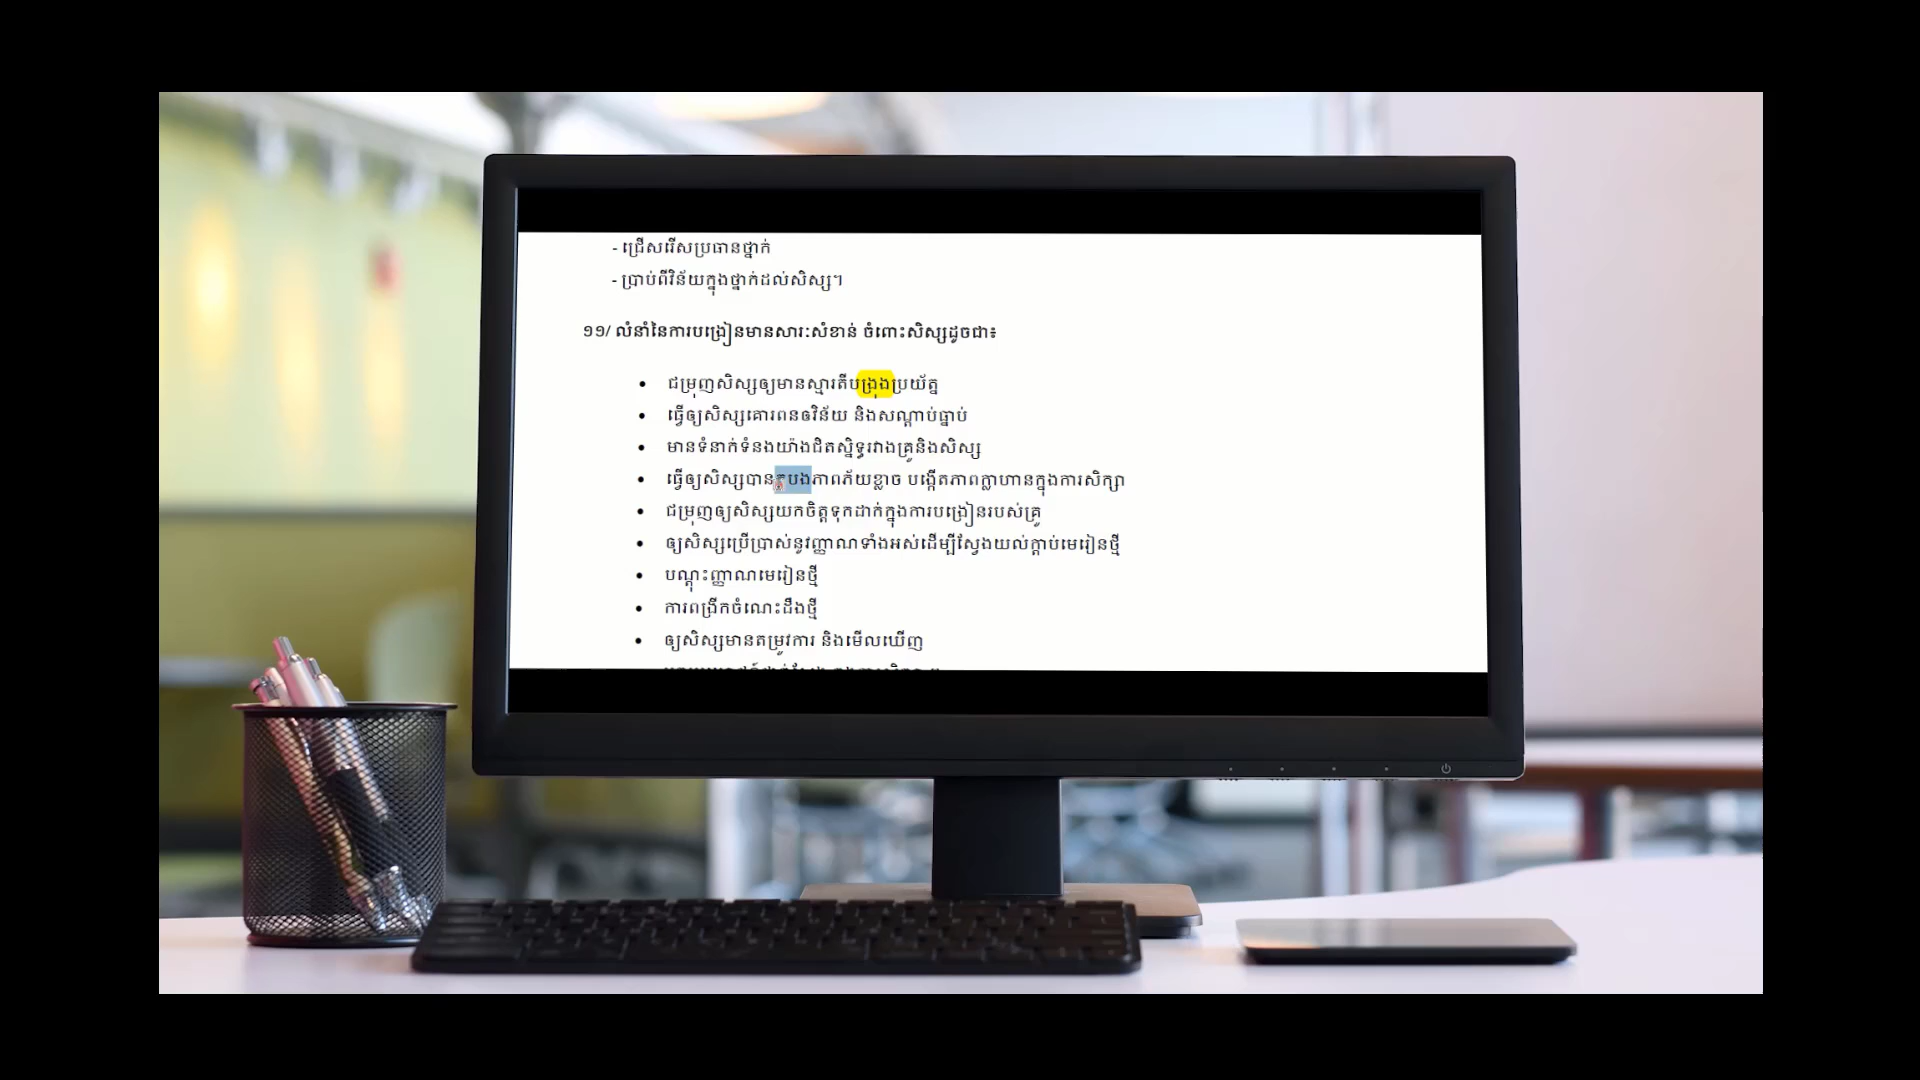 - ជ្រើសរើសប្រធានថ្នាក់
- ប្រាប់ពីវិន័យក្នុងថ្នាក់ដល់សិស្ស។
១១/ លំនាំនៃការបង្រៀនមានសារៈសំខាន់ ចំពោះសិស្សដូចជា៖
• ជម្រុញសិស្សឲ្យមានស្មារតីបង្រុងប្រយ័ត្ន
• ធ្វើឲ្យសិស្សគោរពនឲវិន័យ និងសណ្តាប់ធ្នាប់
• មានទំនាក់ទំនងយ៉ាងជិតស្និទ្ធរវាងគ្រូនិងសិស្ស
• ធ្វើឲ្យសិស្សបានភាពភ័យខ្លាច បង្កើតភាពក្លាហានក្នុងការសិក្សា
• ជម្រុញឲ្យសិស្សយកចិត្តទុកដាក់ក្នុងការបង្រៀនរបស់គ្រូ
• ឲ្យសិស្សប្រើប្រាស់នូវញ្ញាណទាំងអស់ដើម្បីស្វែងយល់ក្តាប់មេរៀនថ្មី
• បណ្តុះញ្ញាណមេរៀនថ្មី
• ការពង្រីកចំណេះដឹងថ្មី
• ឲ្យសិស្សមានតម្រូវការ និងមើលឃើញ